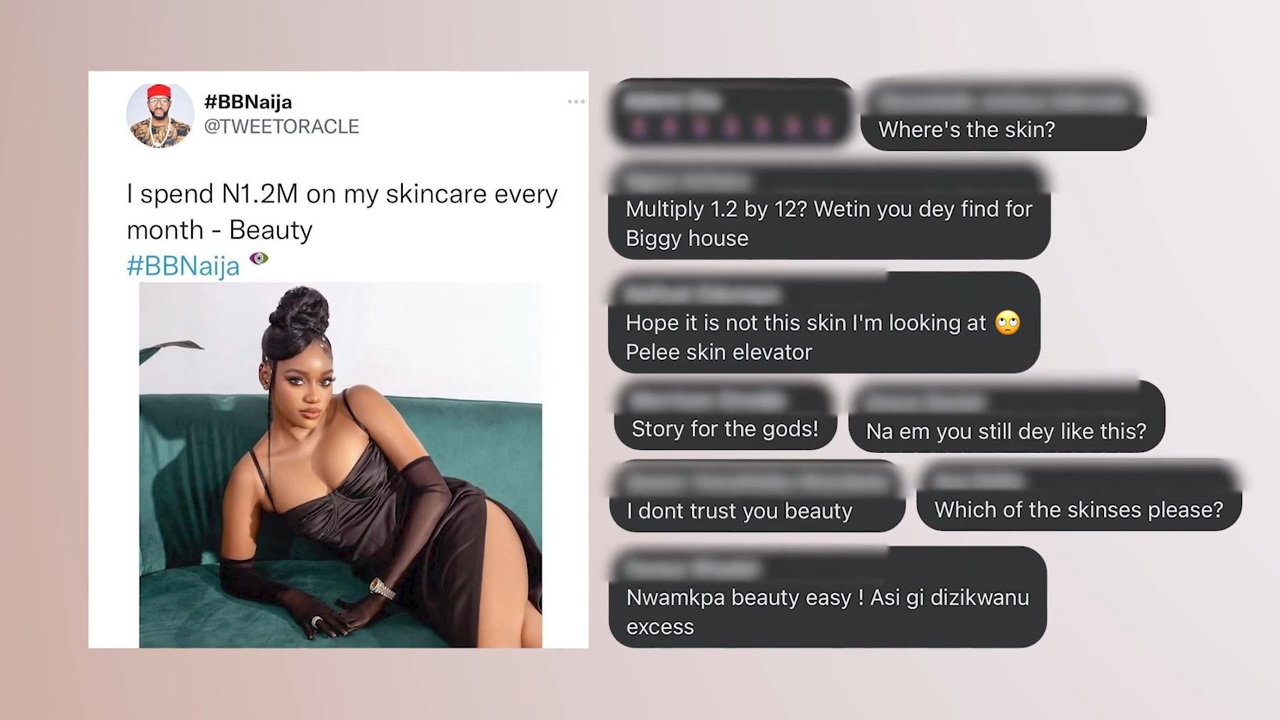 #BBNaija
@TWEETORACLE
I spend N1.2M on my skincare every
month - Beauty
#BBNaija
Where's the skin?
Multiply 1.2 by 12? Wetin you dey find for
Biggy house
Hope it is not this skin I'm looking at 🙄
Pelee skin elevator
Story for the gods!
Na em you still dey like this?
I dont trust you beauty
Which of the skinses please?
Nwamkpa beauty easy ! Asi gi dizikwanu
excess